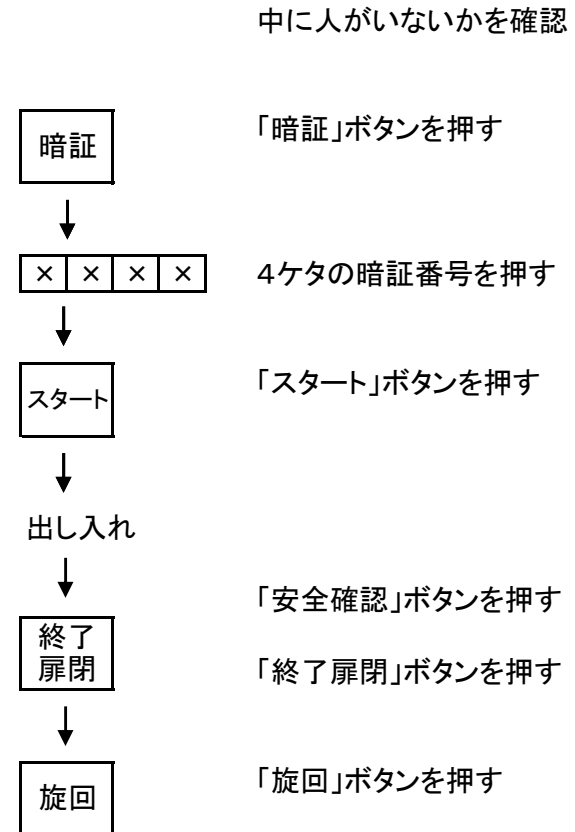 中に人がいないかを確認
暗証 「暗証」ボタンを押す
× × × × 4ケタの暗証番号を押す
スタート 「スタート」ボタンを押す
出し入れ
「安全確認」ボタンを押す
終了
扉閉 「終了扉閉」ボタンを押す
旋回 「旋回」ボタンを押す